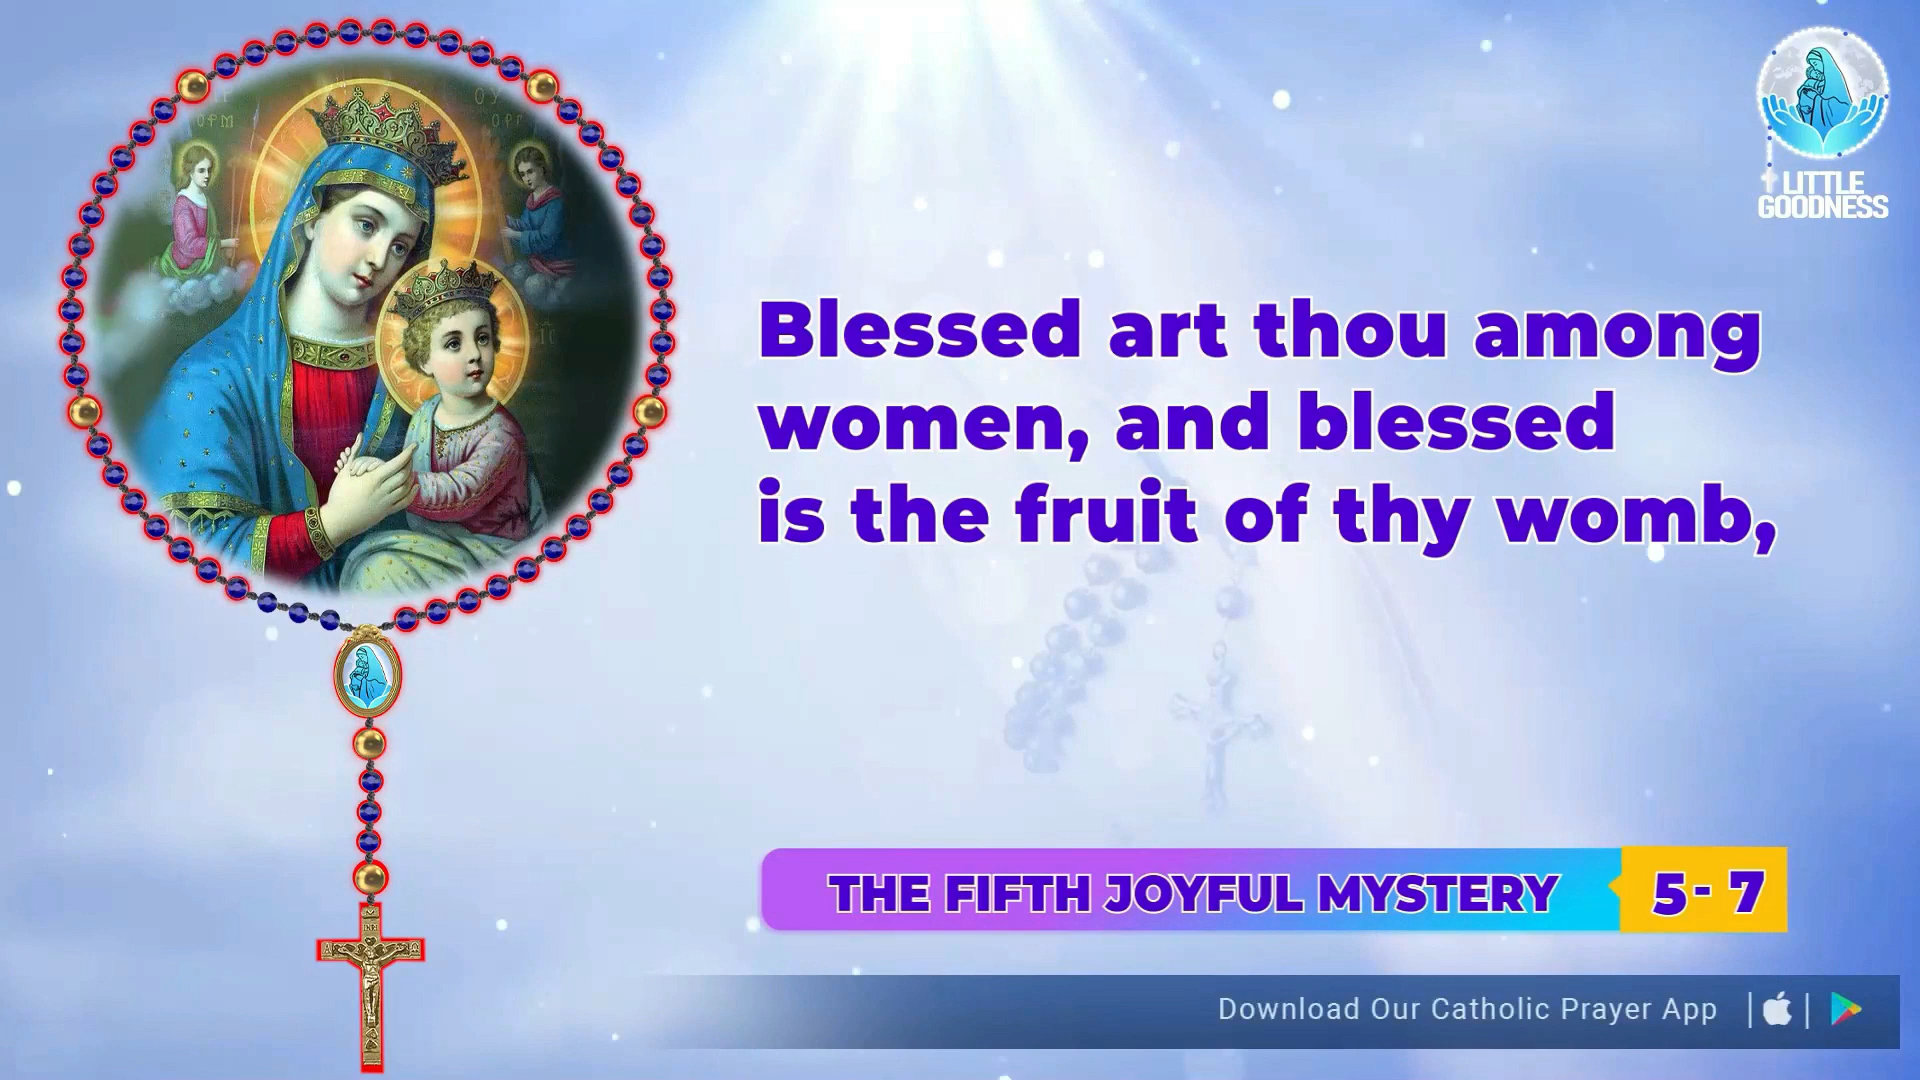 LITTLE
GOODNESS
Blessed art thou among
women, and blessed
is the fruit of thy womb,
THE FIFTH JOYFUL MYSTERY 5- 7
Download Our Catholic Prayer App
INRI